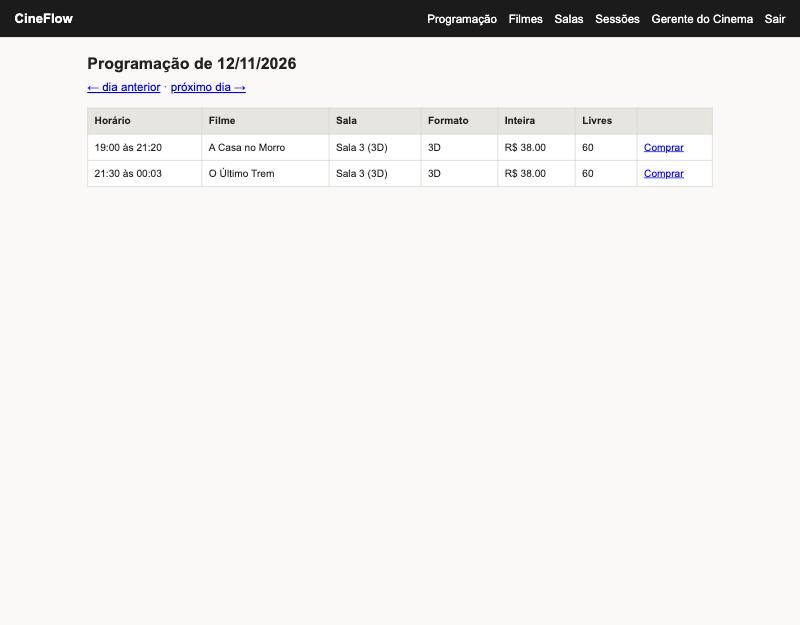 CineFlow Programação Filmes Salas Sessões Gerente do Cinema Sair
Programação de 12/11/2026
← dia anterior · próximo dia →
Horário Filme Sala Formato Inteira Livres
19:00 às 21:20 A Casa no Morro Sala 3 (3D) 3D R$ 38.00 60 Comprar
21:30 às 00:03 O Último Trem Sala 3 (3D) 3D R$ 38.00 60 Comprar